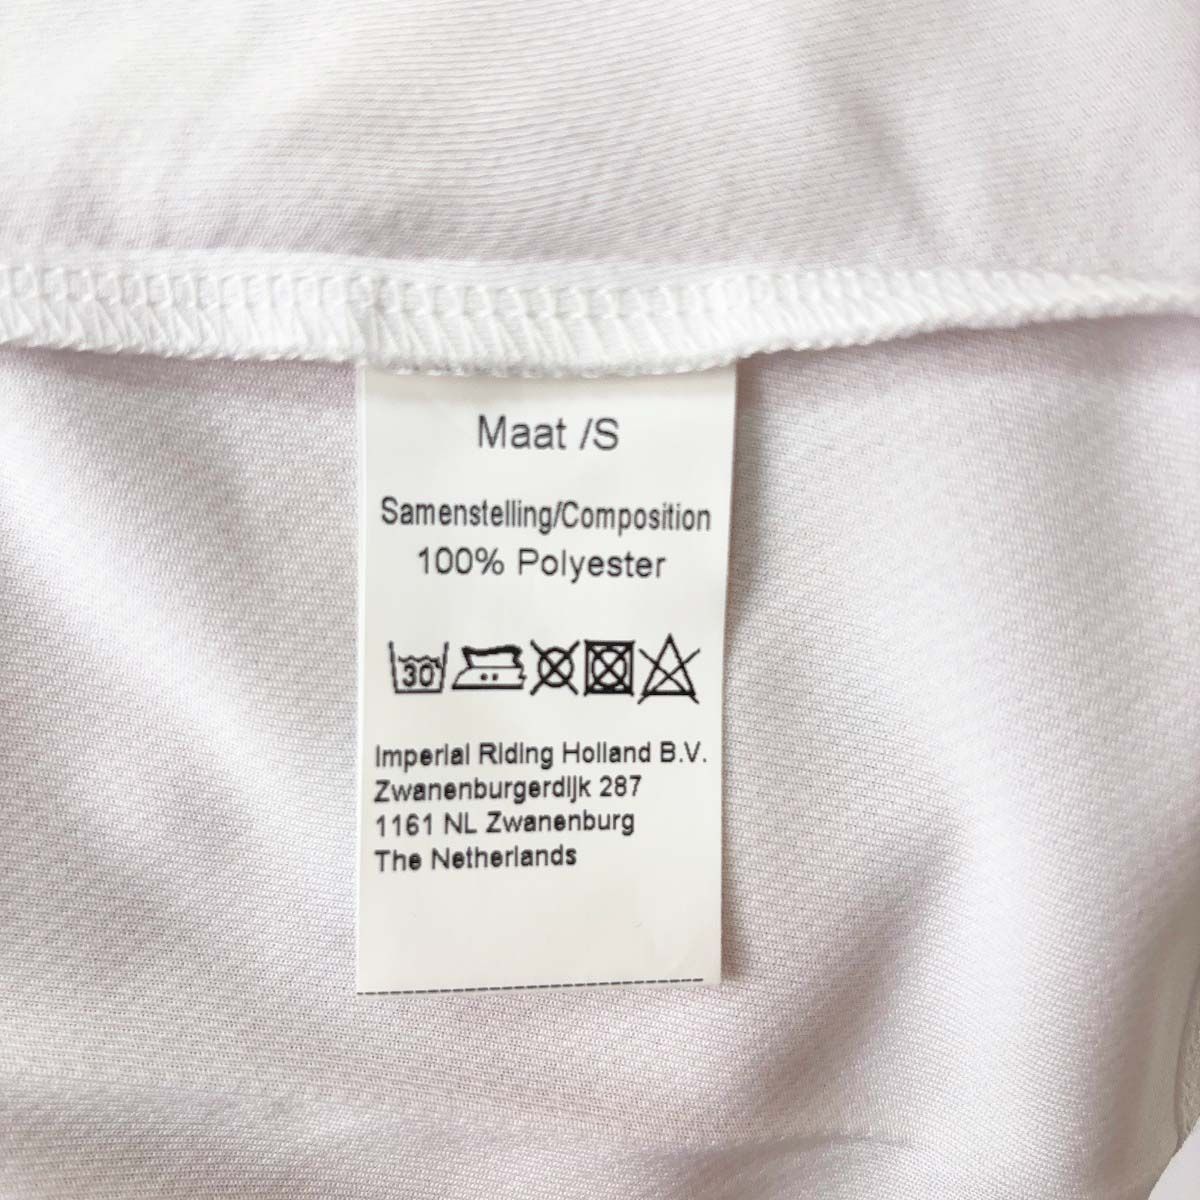 Maat /S
Samenstelling/Composition
100% Polyester
30
Imperial Riding Holland B.V.
Zwanenburgerdijk 287
1161 NL Zwanenburg
The Netherlands